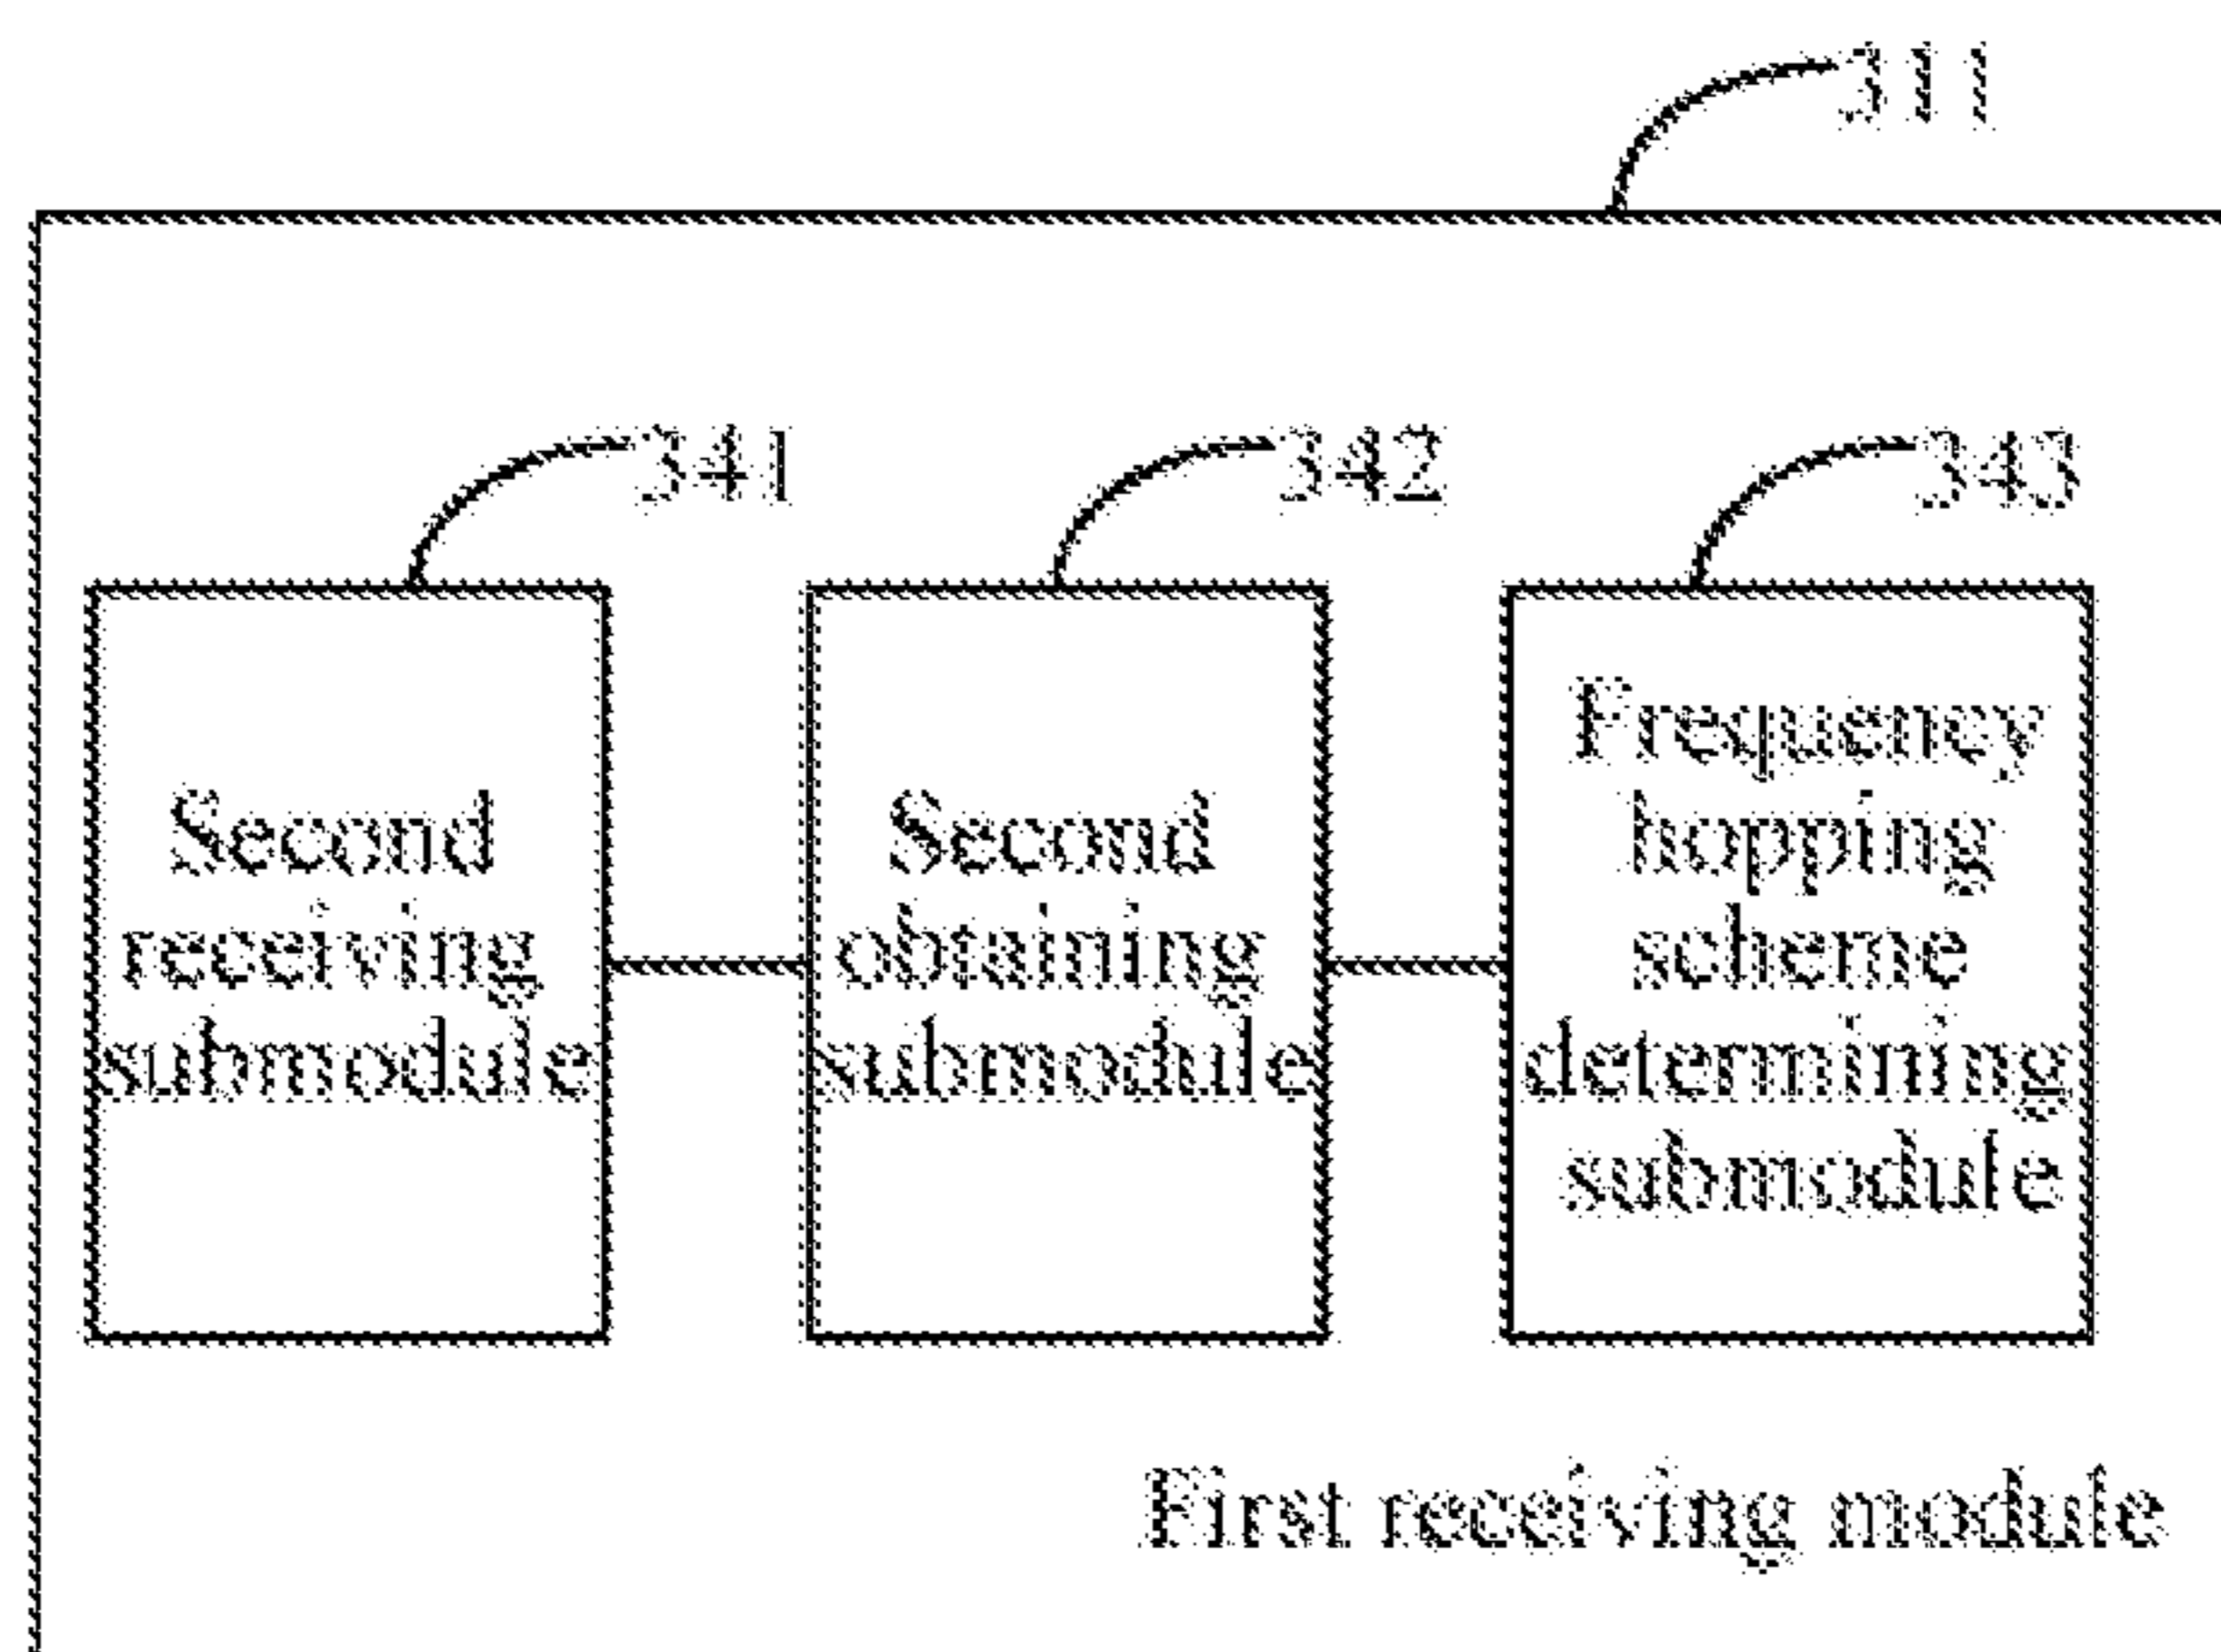 311
341
342
343
Second
receiving
submodule
Second
obtaining
submodule
Frequency
hopping
scheme
determining
submodule
First receiving module